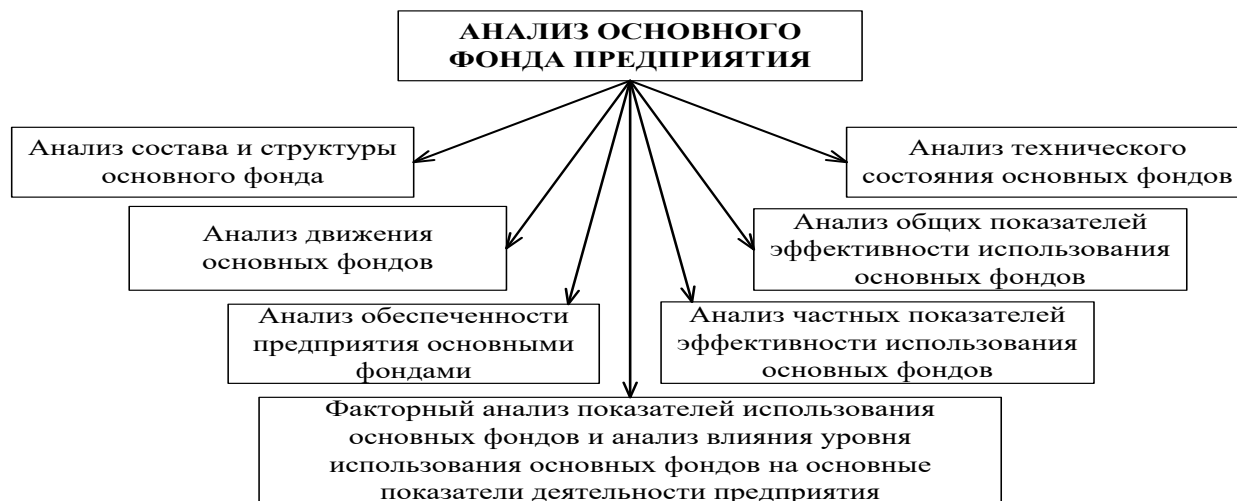 АНАЛИЗ ОСНОВНОГО
ФОНДА ПРЕДПРИЯТИЯ
Анализ состава и структуры
основного фонда
Анализ технического
состояния основных фондов
Анализ движения
основных фондов
Анализ общих показателей
эффективности использования
основных фондов
Анализ обеспеченности
предприятия основными
фондами
Анализ частных показателей
эффективности использования
основных фондов
Факторный анализ показателей использования
основных фондов и анализ влияния уровня
использования основных фондов на основные
показатели деятельности предприятия